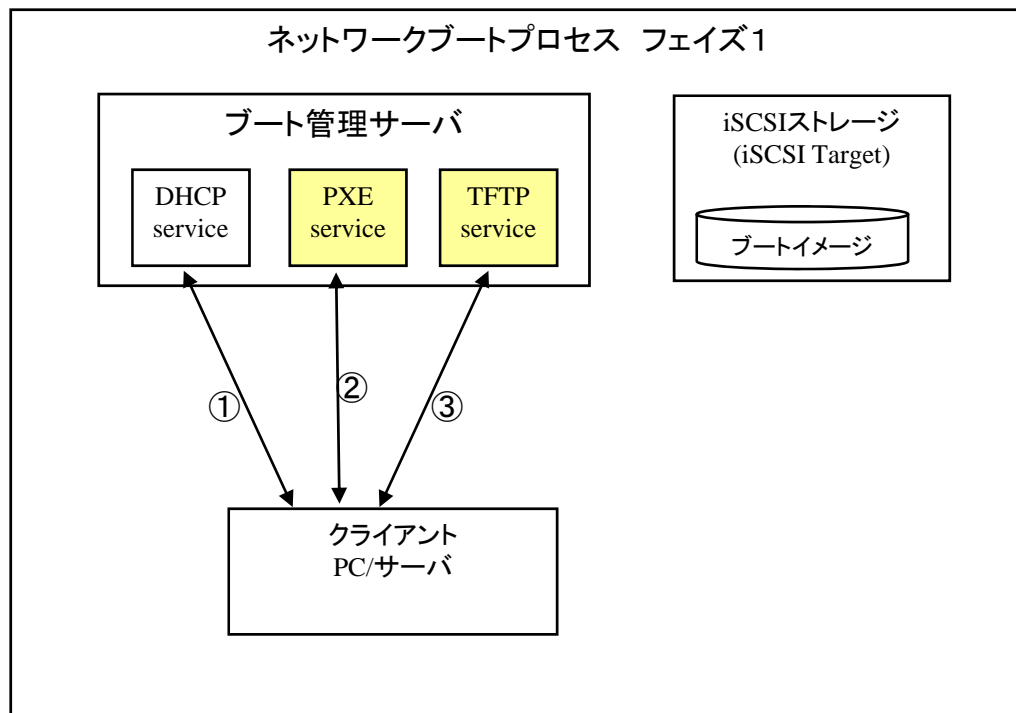 ネットワークブートプロセス フェイズ1
ブート管理サーバ
DHCP
service
PXE
service
TFTP
service
iSCSIストレージ
(iSCSI Target)
ブートイメージ
①
②
③
クライアント
PC/サーバ